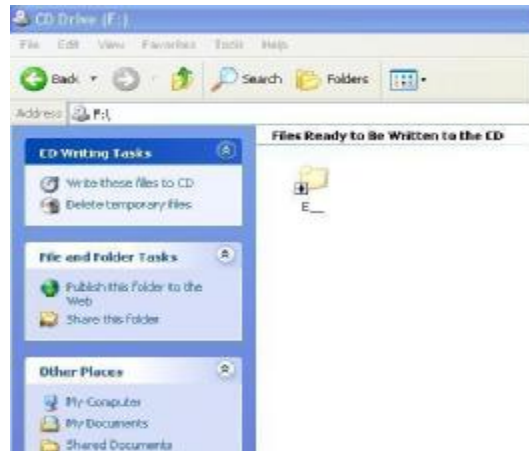 CD Drive (F:)
File Edit View Favorites Tools Help
Back Search Folders
Address F:\
CD Writing Tasks
Write these files to CD
Delete temporary files
File and Folder Tasks
Publish this folder to the
Web
Share this folder
Other Places
My Computer
My Documents
Shared Documents
Files Ready to Be Written to the CD
E__